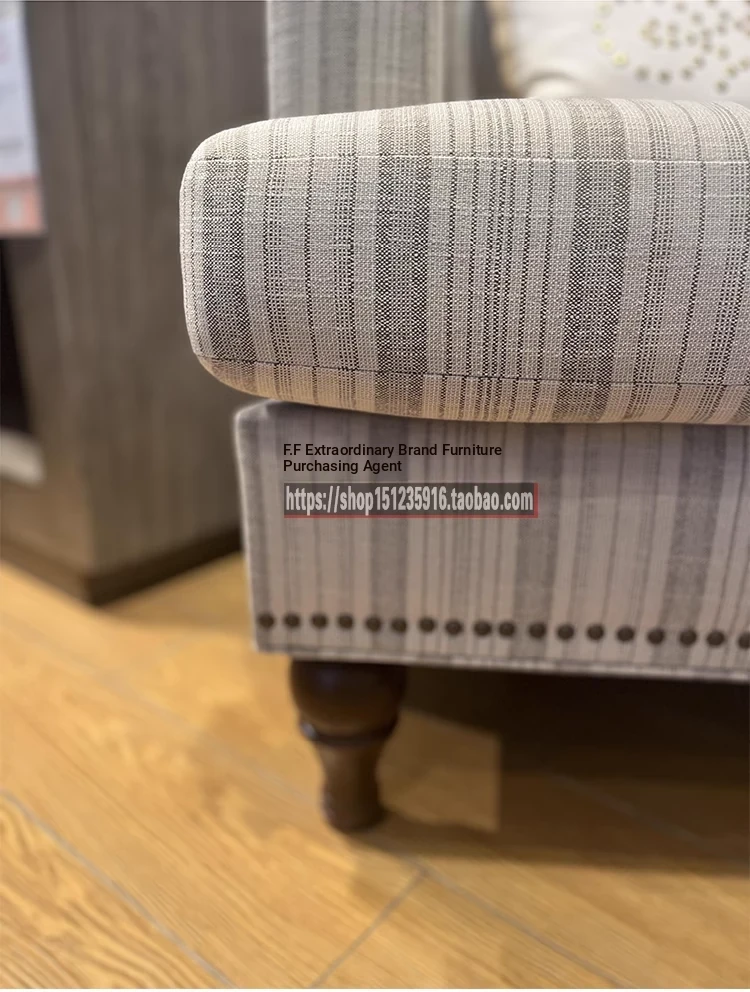 F.F Extraordinary Brand Furniture
Purchasing Agent
https://shop151235916.taobao.com